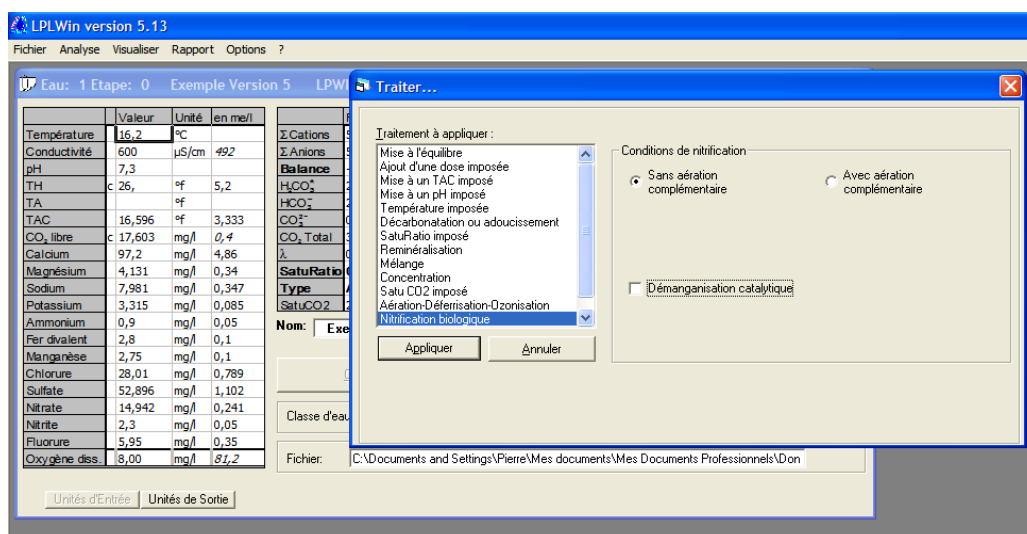 LPLWin version 5.13
Fichier Analyse Visualiser Rapport Options ?
Eau: 1 Etape: 0 Exemple Version 5
Valeur Unité en me/l
Température 16,2 °C
Conductivité 600 µS/cm 492
pH 7,3
TH c 26, °f 5,2
TA °f
TAC 16,596 °f 3,333
CO₂ libre c 17,603 mg/l 0,4
Calcium 97,2 mg/l 4,86
Magnésium 4,131 mg/l 0,34
Sodium 7,981 mg/l 0,347
Potassium 3,315 mg/l 0,085
Ammonium 0,9 mg/l 0,05
Fer divalent 2,8 mg/l 0,1
Manganèse 2,75 mg/l 0,1
Chlorure 28,01 mg/l 0,789
Sulfate 52,896 mg/l 1,102
Nitrate 14,942 mg/l 0,241
Nitrite 2,3 mg/l 0,05
Fluorure 5,95 mg/l 0,35
Oxygène diss. 8,00 mg/l 81,2
Unités d'Entrée Unités de Sortie
Σ Cations
Σ Anions
Balance
H₂CO₃*
HCO₃⁻
CO₃²⁻
CO₂ Total
λ
SatuRatio
Type
SatuCO2
Nom:
Classe d'eau
Fichier: C:\Documents and Settings\Pierre\Mes documents\Mes Documents Professionnels\Don
Traiter...
Traitement à appliquer :
Mise à l'équilibre
Ajout d'une dose imposée
Mise à un TAC imposé
Mise à un pH imposé
Température imposée
Décarbonatation ou adoucissement
SatuRatio imposé
Reminéralisation
Mélange
Concentration
Satu CO2 imposé
Aération-Déferrisation-Ozonisation
Nitrification biologique
Appliquer Annuler
Conditions de nitrification
Sans aération
complémentaire
Avec aération
complémentaire
Démanganisation catalytique